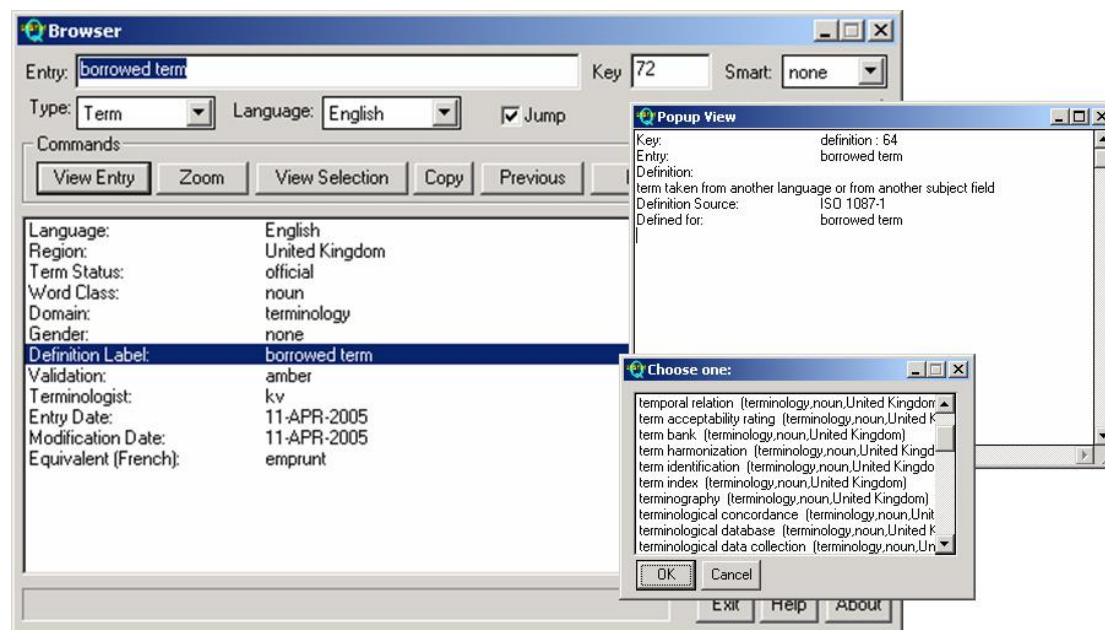 Browser
Entry: borrowed term Key 72 Smart: none
Type: Term Language: English Jump
Commands
View Entry Zoom View Selection Copy Previous
Language: English
Region: United Kingdom
Term Status: official
Word Class: noun
Domain: terminology
Gender: none
Definition Label: borrowed term
Validation: amber
Terminologist: kv
Entry Date: 11-APR-2005
Modification Date: 11-APR-2005
Equivalent (French): emprunt
Exit Help About
Popup View
Key: definition : 64
Entry: borrowed term
Definition:
term taken from another language or from another subject field
Definition Source: ISO 1087-1
Defined for: borrowed term
Choose one:
temporal relation (terminology,noun,United Kingdom
term acceptability rating (terminology,noun,United K
term bank (terminology,noun,United Kingdom)
term harmonization (terminology,noun,United Kingd
term identification (terminology,noun,United Kingdo
term index (terminology,noun,United Kingdom)
terminography (terminology,noun,United Kingdom)
terminological concordance (terminology,noun,Unit
terminological database (terminology,noun,United K
terminological data collection (terminology,noun,Un
OK Cancel